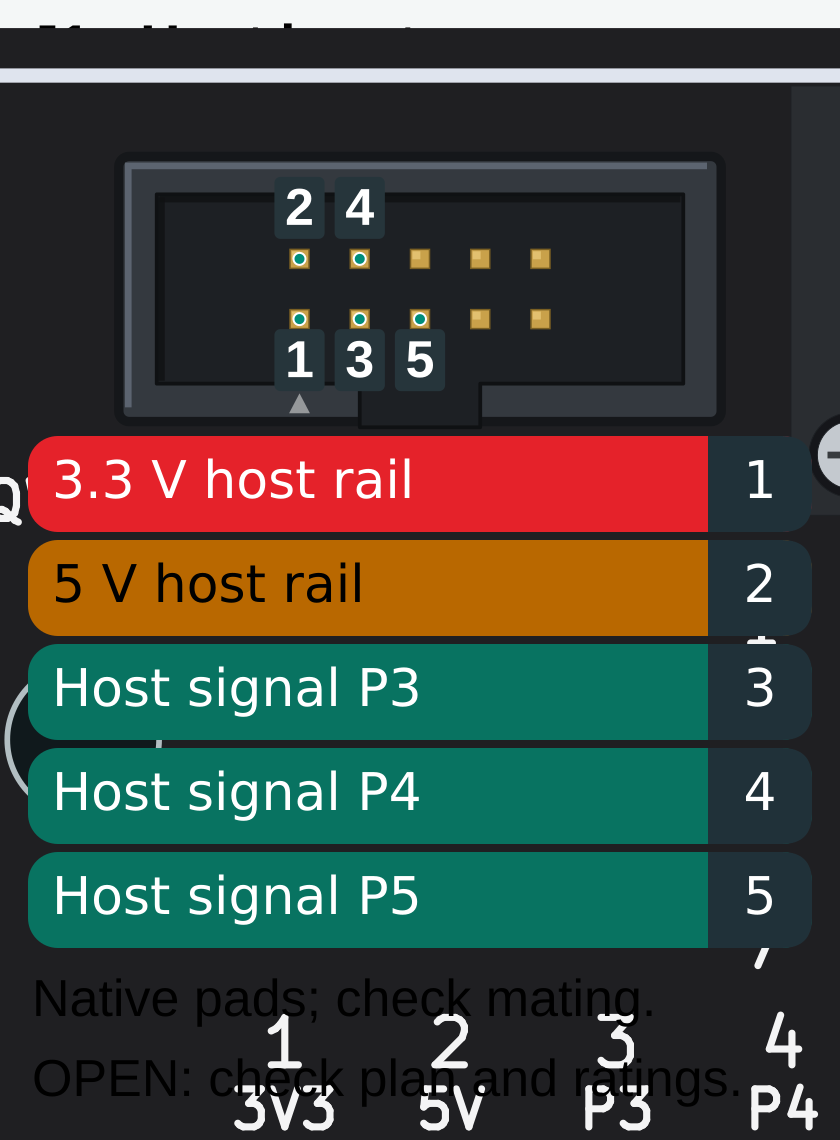 2 4
1 3 5
3.3 V host rail 1
5 V host rail 2
Host signal P3 3
Host signal P4 4
Host signal P5 5
Native pads; check mating.
1 2 3 4
OPEN: check plan and ratings.
3V3 5V P3 P4